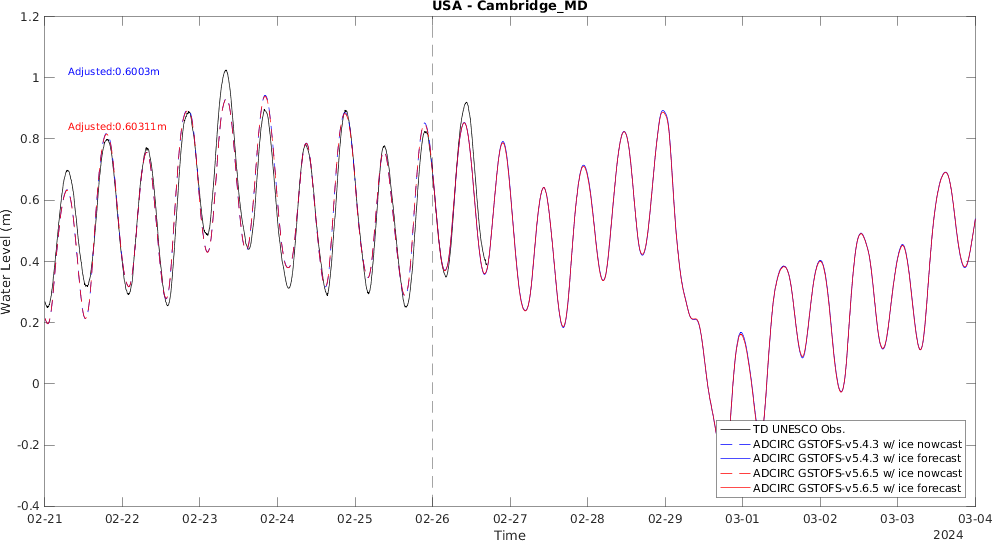 USA - Cambridge_MD
1.2
1
0.8
0.6
0.4
0.2
0
-0.2
-0.4
Water Level (m)
Adjusted:0.6003m
Adjusted:0.60311m
TD UNESCO Obs.
ADCIRC GSTOFS-v5.4.3 w/ ice nowcast
ADCIRC GSTOFS-v5.4.3 w/ ice forecast
ADCIRC GSTOFS-v5.6.5 w/ ice nowcast
ADCIRC GSTOFS-v5.6.5 w/ ice forecast
02-21 02-22 02-23 02-24 02-25 02-26 02-27 02-28 02-29 03-01 03-02 03-03 03-04
Time
2024